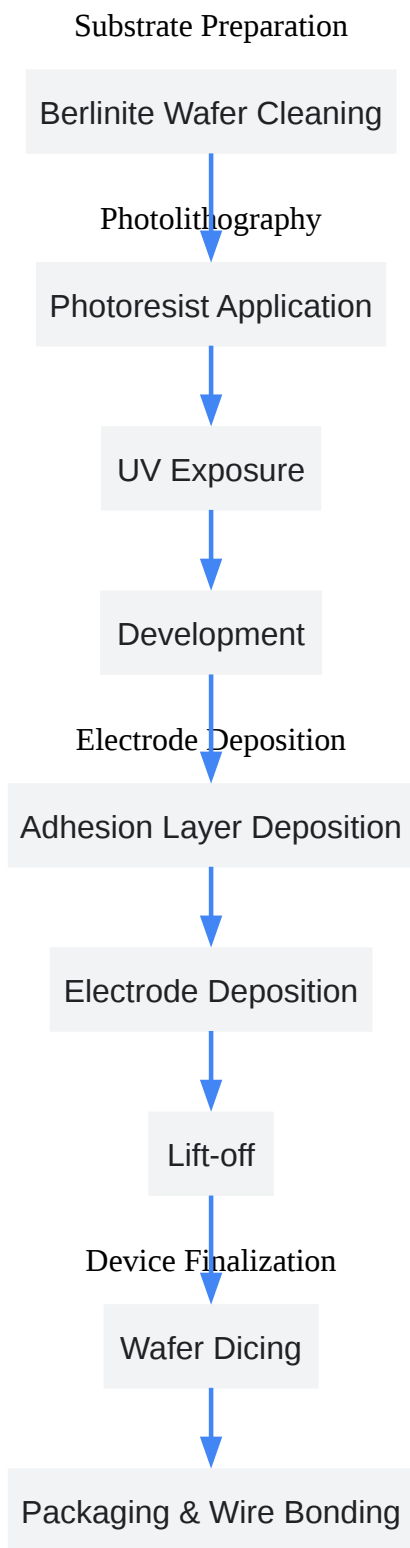 Substrate Preparation
Berlinite Wafer Cleaning
Photolithography
Photoresist Application
UV Exposure
Development
Electrode Deposition
Adhesion Layer Deposition
Electrode Deposition
Lift-off
Device Finalization
Wafer Dicing
Packaging & Wire Bonding